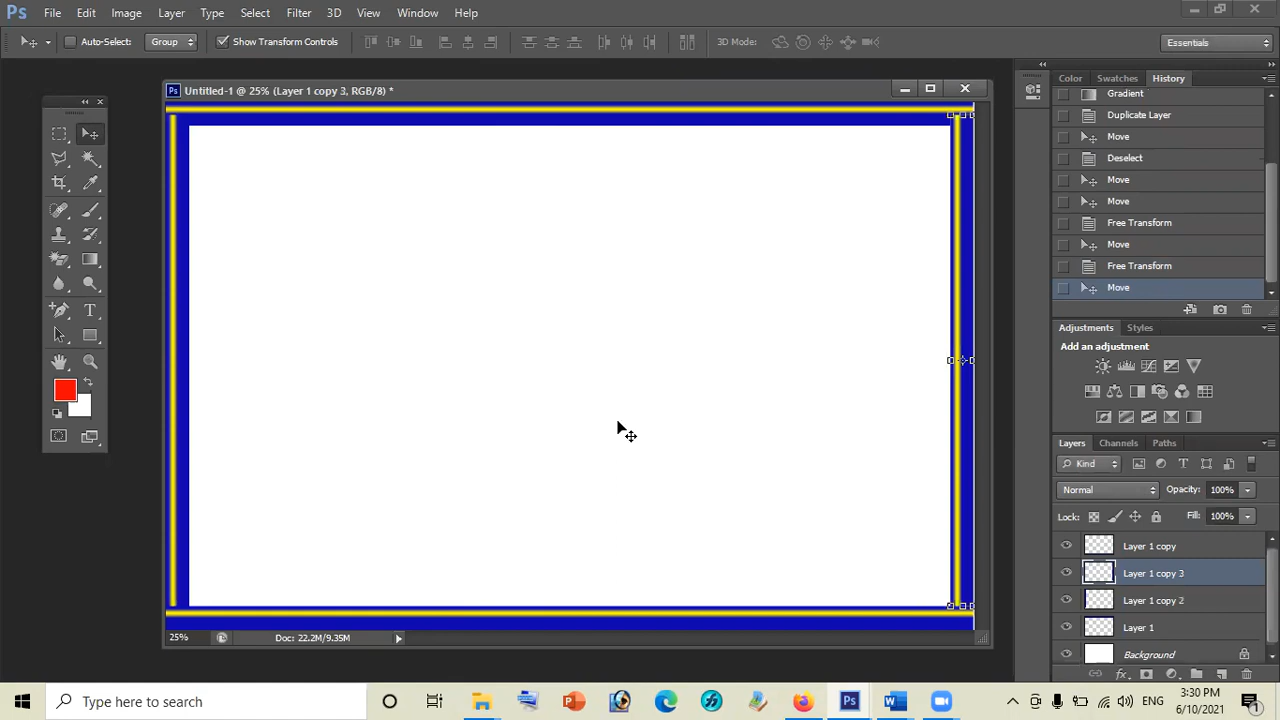 Ps File Edit Image Layer Type Select Filter 3D View Window Help
Auto-Select: Group Show Transform Controls 3D Mode: Essentials
Ps Untitled-1 @ 25% (Layer 1 copy 3, RGB/8) *
Color Swatches History
Gradient
Duplicate Layer
Move
Deselect
Move
Move
Free Transform
Move
Free Transform
Move
Adjustments Styles
Add an adjustment
Layers Channels Paths
Kind
Normal Opacity: 100%
Lock: Fill: 100%
Layer 1 copy
Layer 1 copy 3
Layer 1 copy 2
Layer 1
Background
25% Doc: 22.2M/9.35M
Type here to search
ENG
3:30 PM
6/10/2021